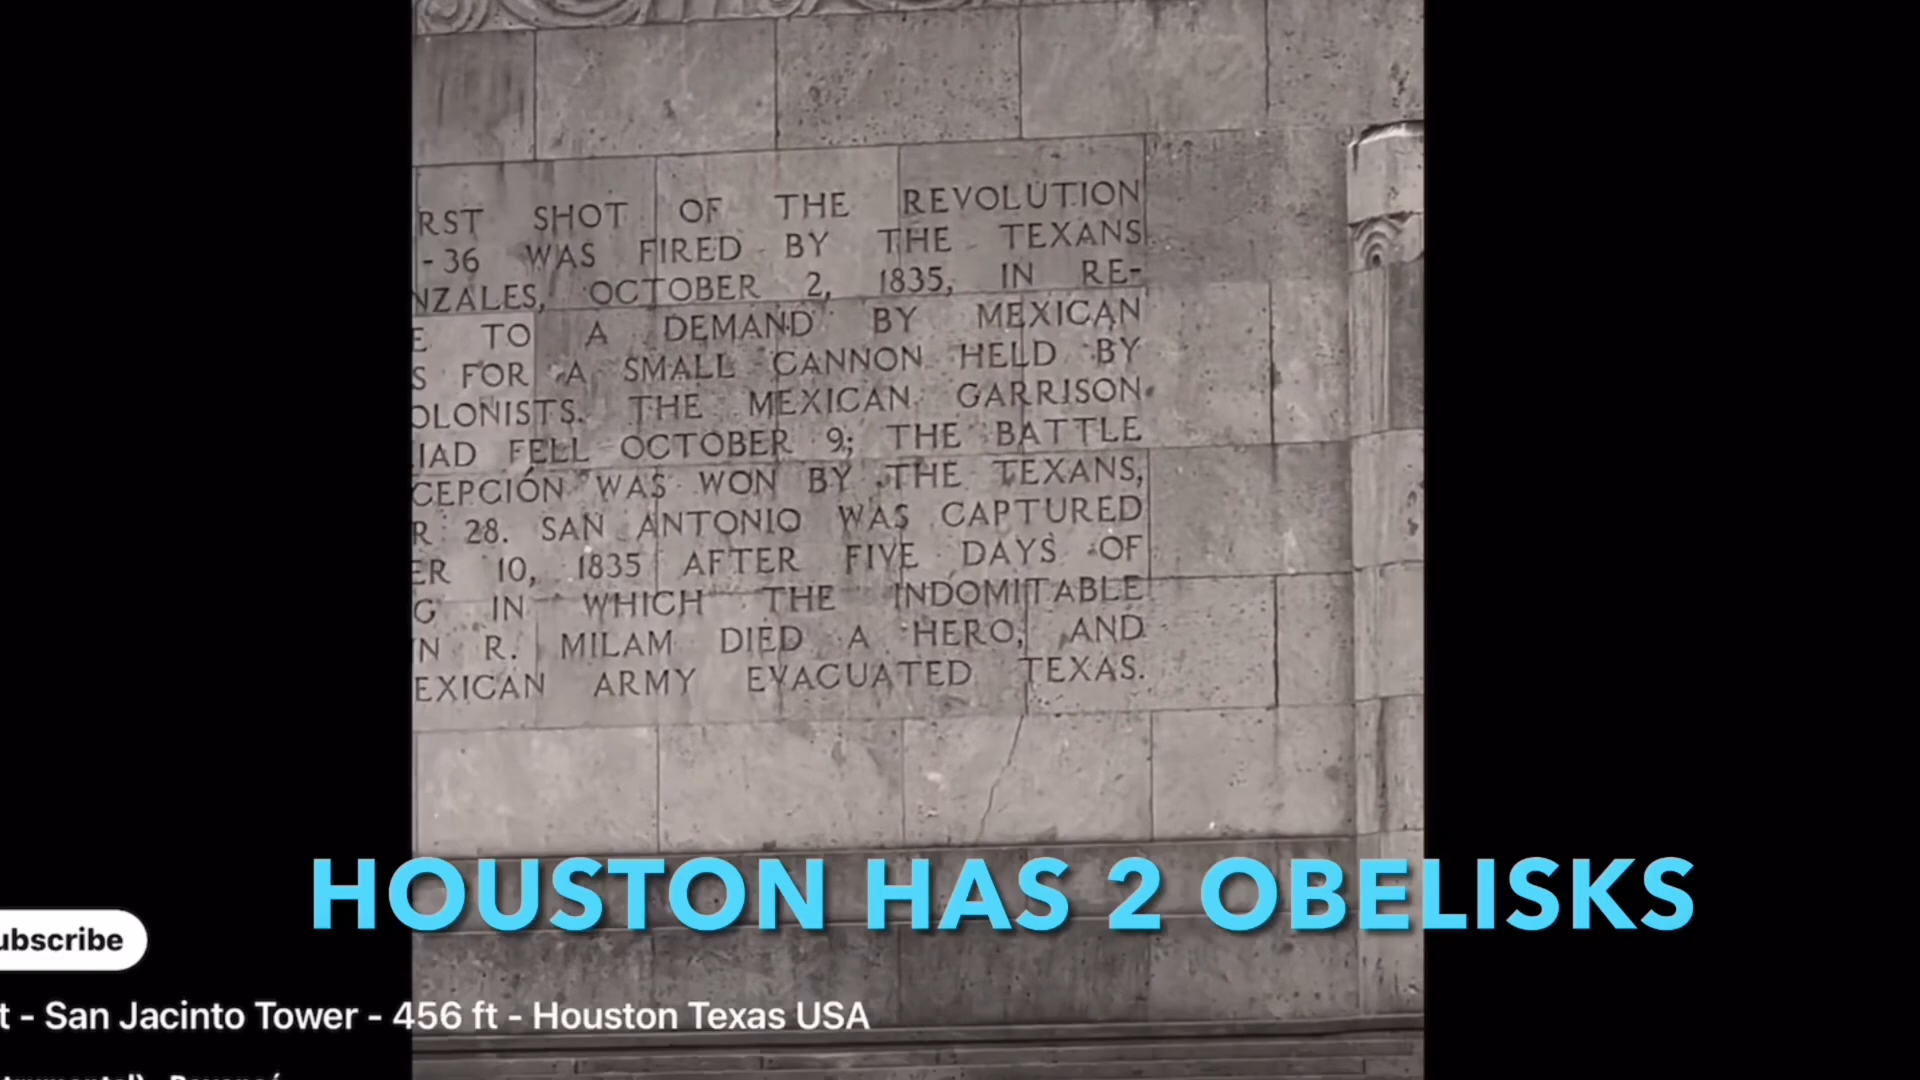 RST SHOT OF THE REVOLUTION
-36 WAS FIRED BY THE TEXANS
NZALES, OCTOBER 2, 1835, IN RE-
E TO A DEMAND BY MEXICAN
S FOR A SMALL CANNON HELD BY
OLONISTS. THE MEXICAN GARRISON
IAD FELL OCTOBER 9; THE BATTLE
CEPCIÓN WAS WON BY THE TEXANS,
R 28. SAN ANTONIO WAS CAPTURED
ER 10, 1835 AFTER FIVE DAYS OF
G IN WHICH THE INDOMITABLE
N R. MILAM DIED A HERO, AND
EXICAN ARMY EVACUATED TEXAS.
HOUSTON HAS 2 OBELISKS
ubscribe
t - San Jacinto Tower - 456 ft - Houston Texas USA